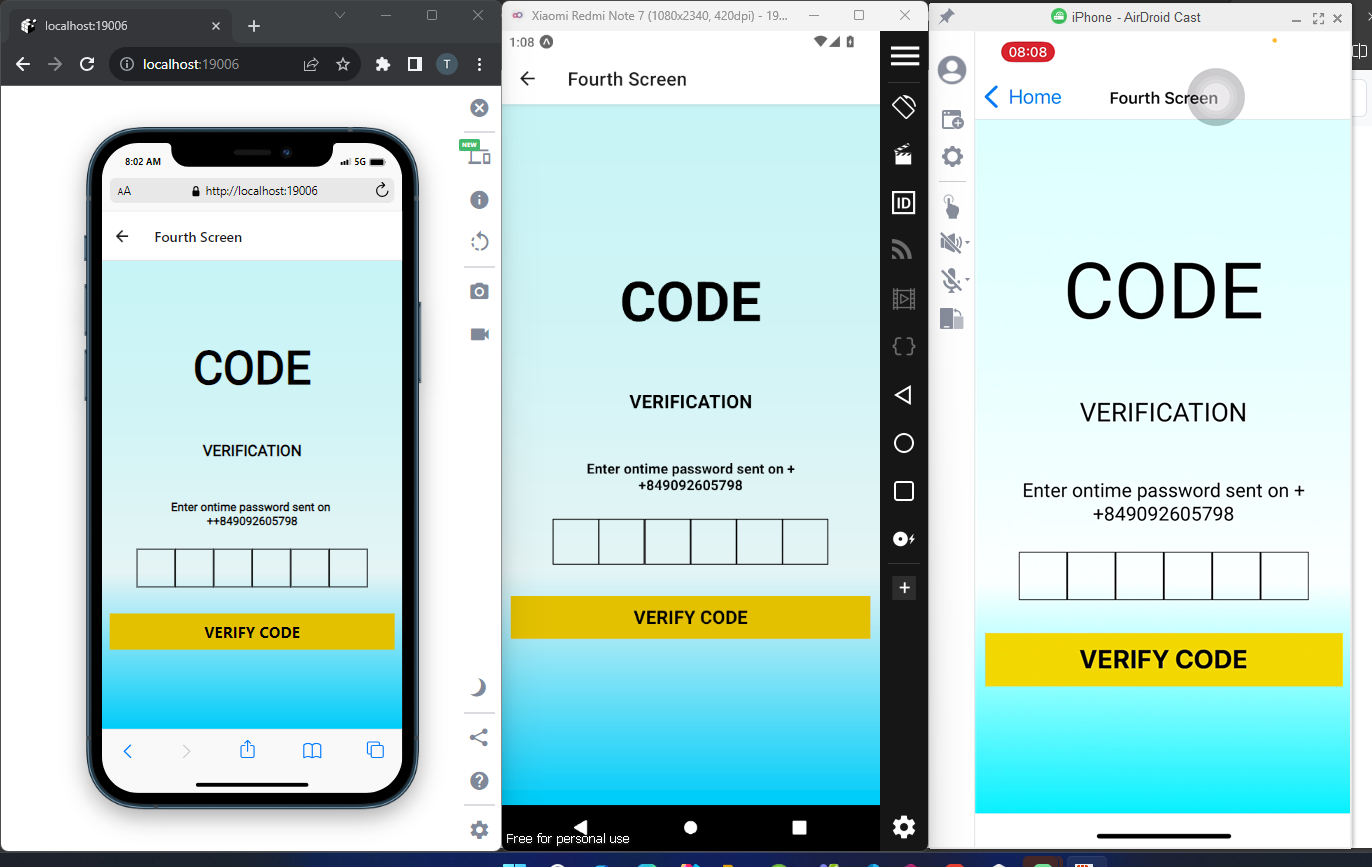 localhost:19006
localhost:19006
T
NEW
8:02 AM
5G
AA
http://localhost:19006
Fourth Screen
CODE
VERIFICATION
Enter ontime password sent on
++849092605798
VERIFY CODE
Xiaomi Redmi Note 7 (1080x2340, 420dpi) - 19...
1:08
Fourth Screen
CODE
VERIFICATION
Enter ontime password sent on +
+849092605798
VERIFY CODE
Free for personal use
ID
iPhone - AirDroid Cast
08:08
Home
Fourth Screen
CODE
VERIFICATION
Enter ontime password sent on +
+849092605798
VERIFY CODE